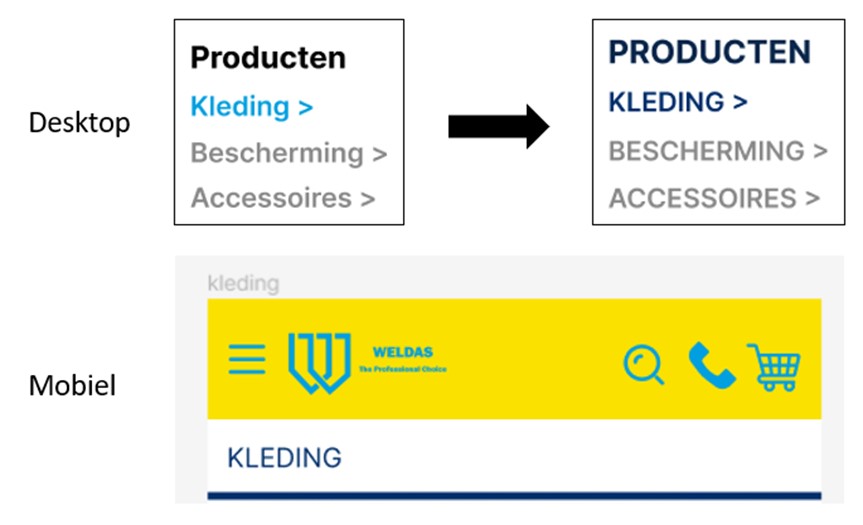 Desktop
Producten
Kleding >
Bescherming >
Accessoires >
PRODUCTEN
KLEDING >
BESCHERMING >
ACCESSOIRES >
Mobiel
kleding
WELDAS
The Professional Choice
KLEDING